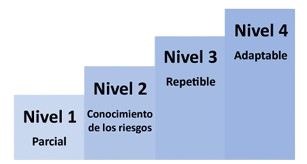 Nivel 1
Parcial
Nivel 2
Conocimiento
de los riesgos
Nivel 3
Repetible
Nivel 4
Adaptable